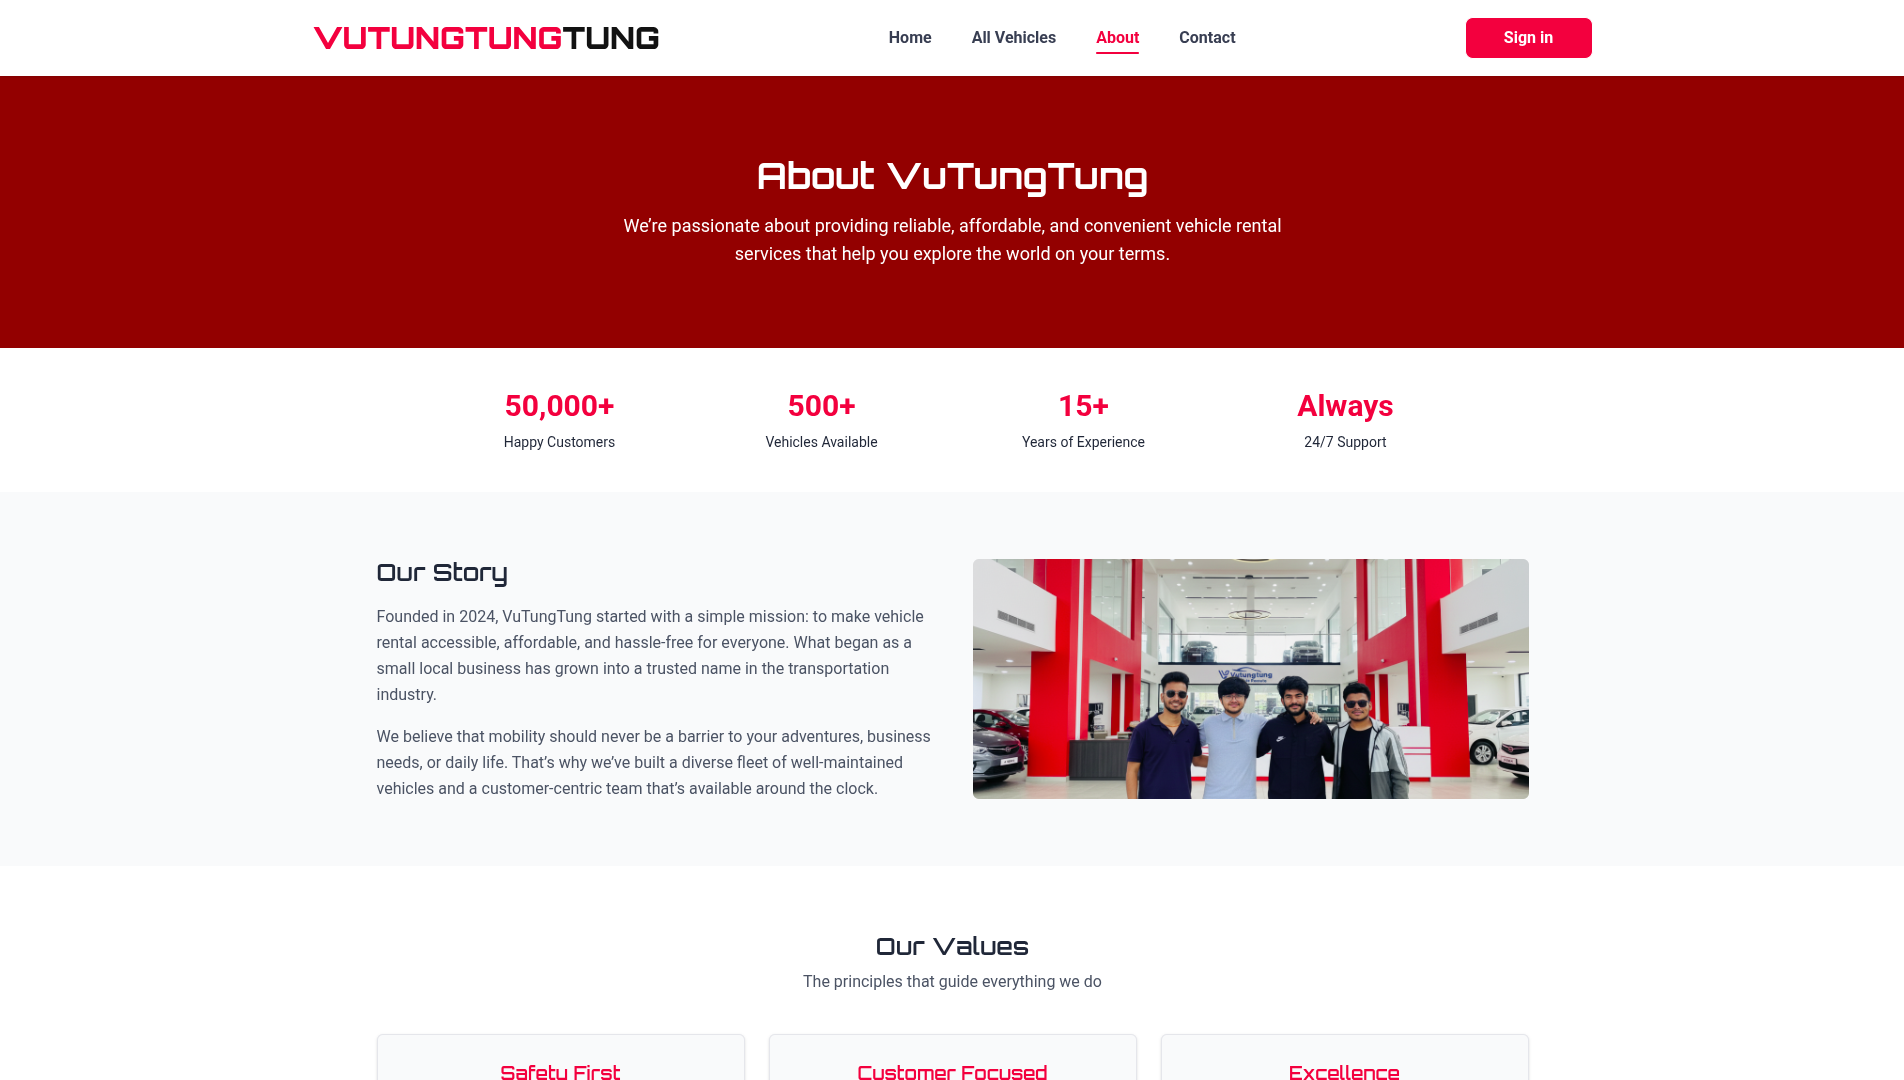 VUTUNGTUNGTUNG
Home
All Vehicles
About
Contact
Sign in
About VuTungTung
We’re passionate about providing reliable, affordable, and convenient vehicle rental
services that help you explore the world on your terms.
50,000+
Happy Customers
500+
Vehicles Available
15+
Years of Experience
Always
24/7 Support
Our Story
Founded in 2024, VuTungTung started with a simple mission: to make vehicle
rental accessible, affordable, and hassle-free for everyone. What began as a
small local business has grown into a trusted name in the transportation
industry.
We believe that mobility should never be a barrier to your adventures, business
needs, or daily life. That’s why we’ve built a diverse fleet of well-maintained
vehicles and a customer-centric team that’s available around the clock.
Vutungtung
Our Values
The principles that guide everything we do
Safety First
Customer Focused
Excellence